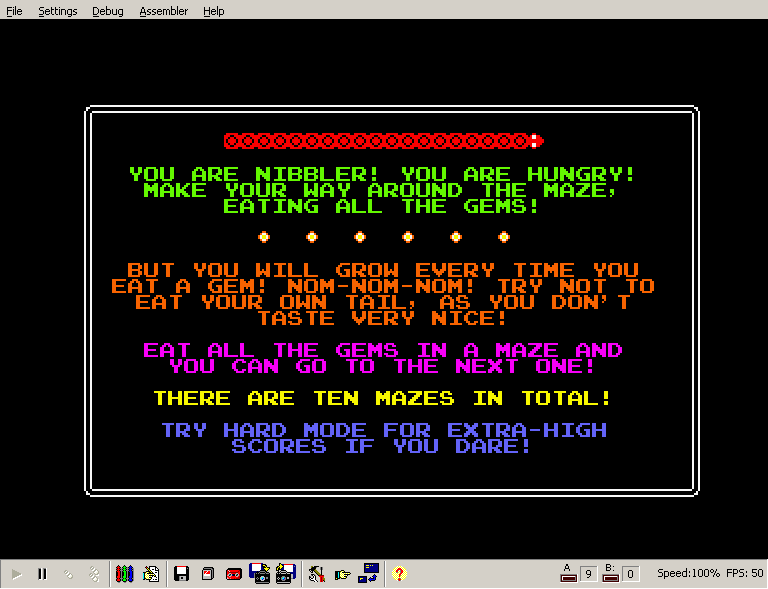 File Settings Debug Assembler Help
YOU ARE NIBBLER! YOU ARE HUNGRY!
MAKE YOUR WAY AROUND THE MAZE,
EATING ALL THE GEMS!
BUT YOU WILL GROW EVERY TIME YOU
EAT A GEM! NOM-NOM-NOM! TRY NOT TO
EAT YOUR OWN TAIL, AS YOU DON'T
TASTE VERY NICE!
EAT ALL THE GEMS IN A MAZE AND
YOU CAN GO TO THE NEXT ONE!
THERE ARE TEN MAZES IN TOTAL!
TRY HARD MODE FOR EXTRA-HIGH
SCORES IF YOU DARE!
A 9 B: 0 Speed:100% FPS: 50